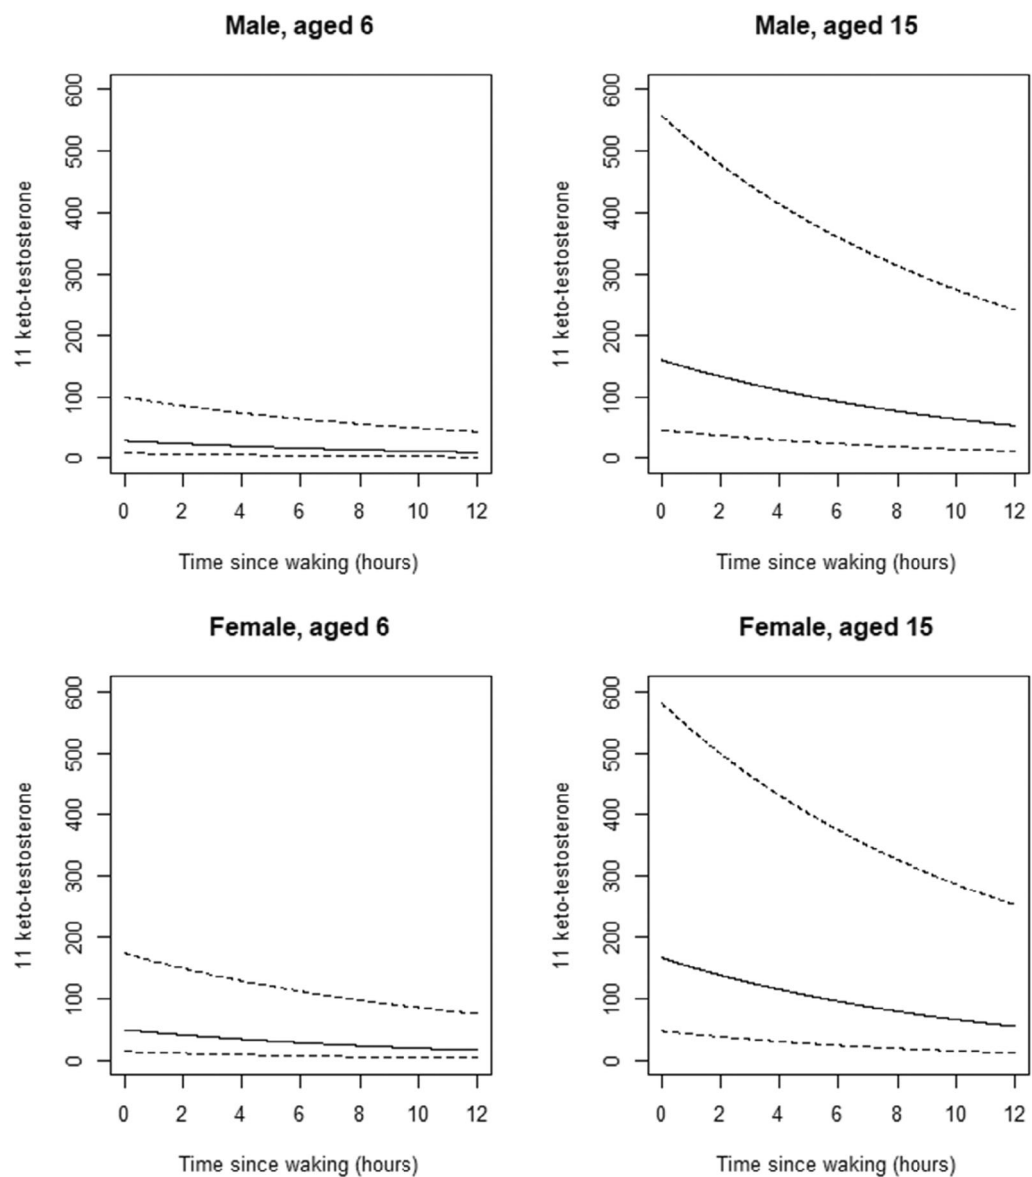 Male, aged 6
11 keto-testosterone
600
500
400
300
200
100
0
0 2 4 6 8 10 12
Time since waking (hours)
Male, aged 15
11 keto-testosterone
600
500
400
300
200
100
0
0 2 4 6 8 10 12
Time since waking (hours)
Female, aged 6
11 keto-testosterone
600
500
400
300
200
100
0
0 2 4 6 8 10 12
Time since waking (hours)
Female, aged 15
11 keto-testosterone
600
500
400
300
200
100
0
0 2 4 6 8 10 12
Time since waking (hours)